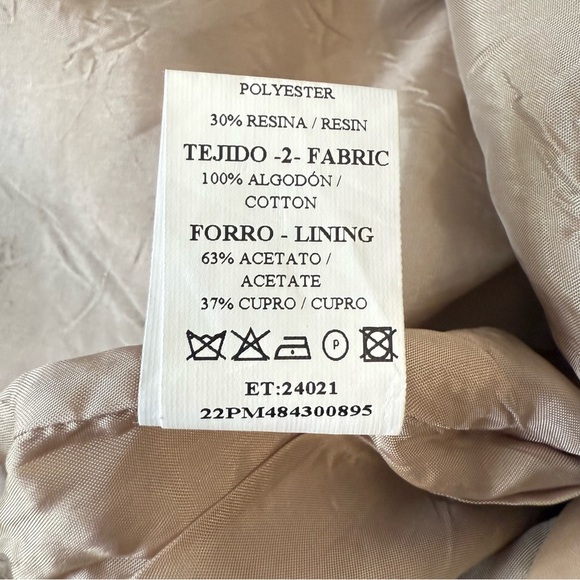 POLYESTER
30% RESINA / RESIN
TEJIDO -2- FABRIC
100% ALGODÓN /
COTTON
FORRO - LINING
63% ACETATO /
ACETATE
37% CUPRO / CUPRO
P
ET:24021
22PM484300895